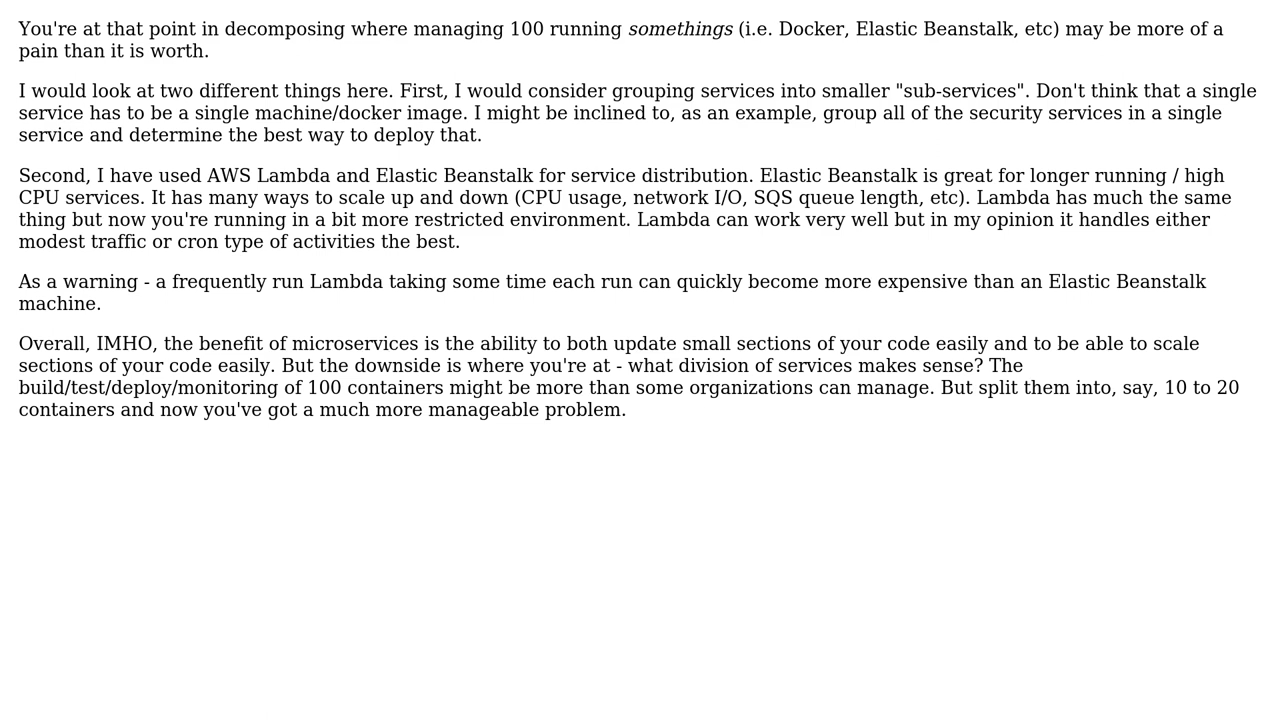 You're at that point in decomposing where managing 100 running somethings (i.e. Docker, Elastic Beanstalk, etc) may be more of a
pain than it is worth.
I would look at two different things here. First, I would consider grouping services into smaller "sub-services". Don't think that a single
service has to be a single machine/docker image. I might be inclined to, as an example, group all of the security services in a single
service and determine the best way to deploy that.
Second, I have used AWS Lambda and Elastic Beanstalk for service distribution. Elastic Beanstalk is great for longer running / high
CPU services. It has many ways to scale up and down (CPU usage, network I/O, SQS queue length, etc). Lambda has much the same
thing but now you're running in a bit more restricted environment. Lambda can work very well but in my opinion it handles either
modest traffic or cron type of activities the best.
As a warning - a frequently run Lambda taking some time each run can quickly become more expensive than an Elastic Beanstalk
machine.
Overall, IMHO, the benefit of microservices is the ability to both update small sections of your code easily and to be able to scale
sections of your code easily. But the downside is where you're at - what division of services makes sense? The
build/test/deploy/monitoring of 100 containers might be more than some organizations can manage. But split them into, say, 10 to 20
containers and now you've got a much more manageable problem.